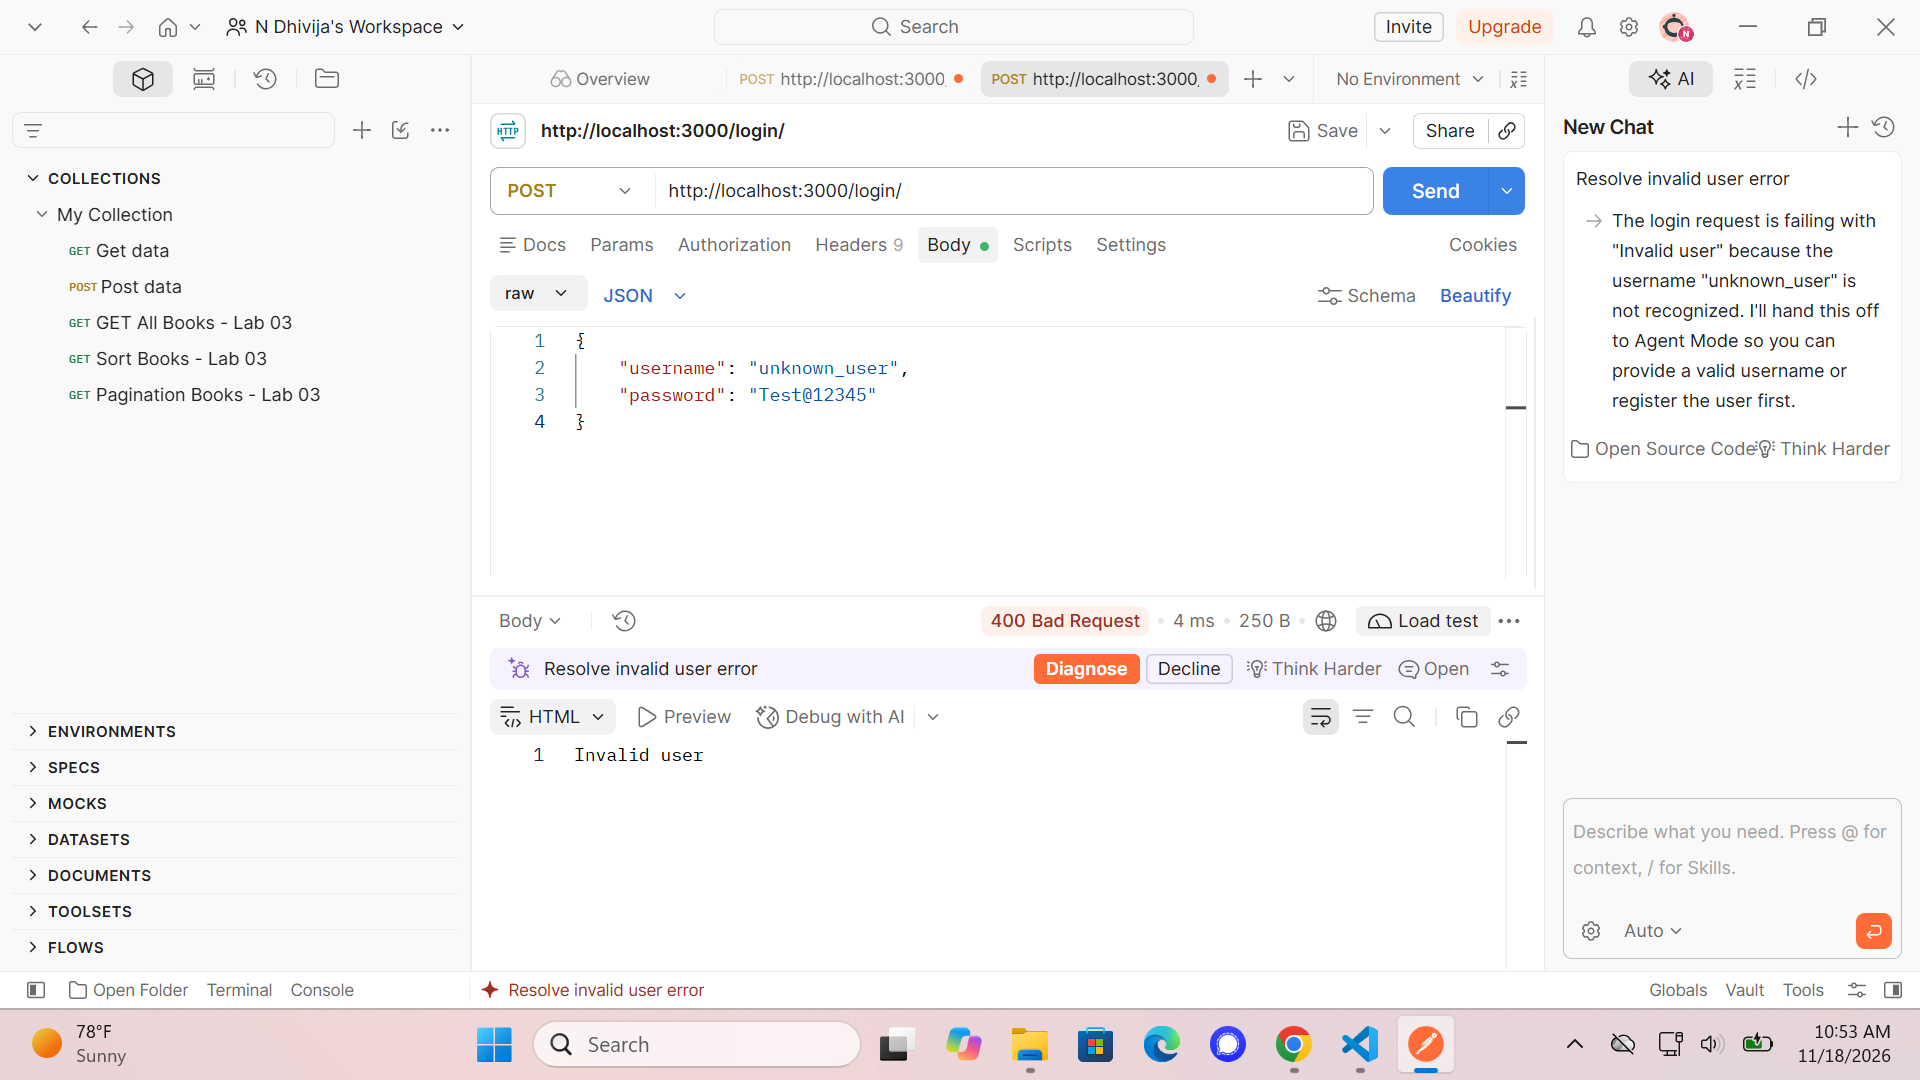 N Dhivija's Workspace
Search
Invite
Upgrade
N
Overview
POST http://localhost:3000
POST http://localhost:3000
No Environment
AI
http://localhost:3000/login/
Save
Share
New Chat
HTTP
POST
http://localhost:3000/login/
Send
COLLECTIONS
My Collection
GET Get data
POST Post data
GET GET All Books - Lab 03
GET Sort Books - Lab 03
GET Pagination Books - Lab 03
Docs
Params
Authorization
Headers 9
Body
Scripts
Settings
Cookies
raw
JSON
Schema
Beautify
1 {
2 "username": "unknown_user",
3 "password": "Test@12345"
4 }
Resolve invalid user error
The login request is failing with
"Invalid user" because the
username "unknown_user" is
not recognized. I'll hand this off
to Agent Mode so you can
provide a valid username or
register the user first.
Open Source Code
Think Harder
Body
400 Bad Request
4 ms
250 B
Load test
Resolve invalid user error
Diagnose
Decline
Think Harder
Open
HTML
Preview
Debug with AI
1 Invalid user
ENVIRONMENTS
SPECS
MOCKS
DATASETS
DOCUMENTS
TOOLSETS
FLOWS
Describe what you need. Press @ for
context, / for Skills.
Auto
Open Folder
Terminal
Console
Resolve invalid user error
Globals
Vault
Tools
78°F
Sunny
Search
10:53 AM
11/18/2026